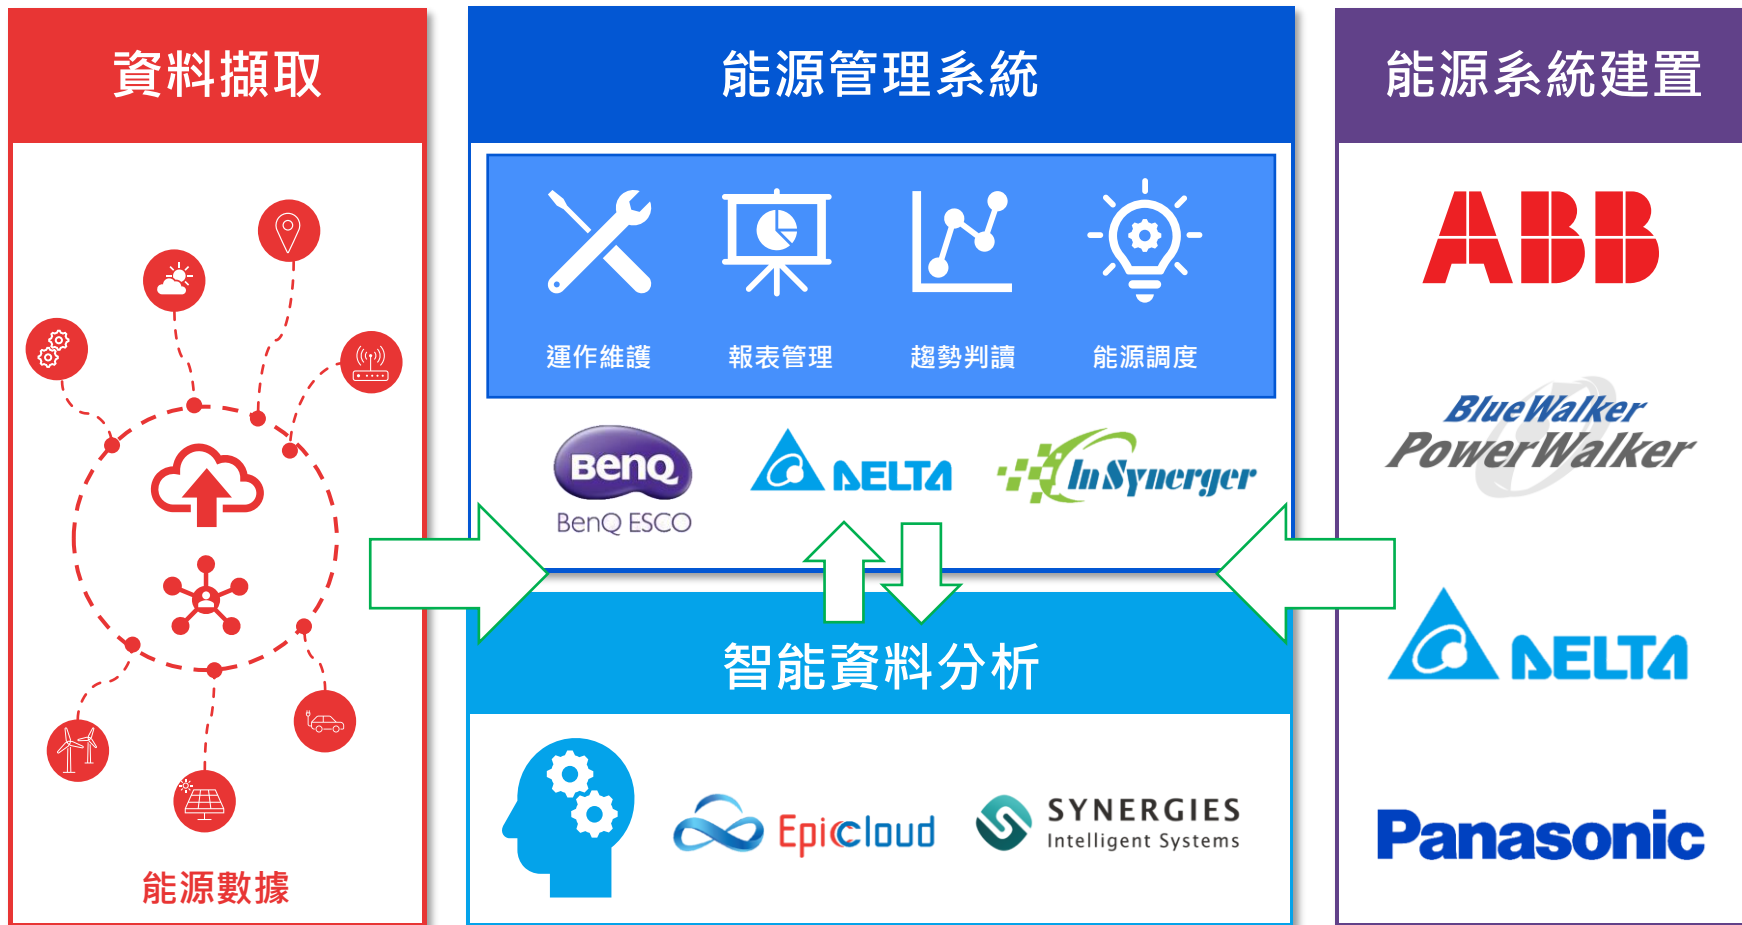 資料擷取
能源數據
能源管理系統
運作維護
報表管理
趨勢判讀
能源調度
BenQ
BenQ ESCO
DELTA
InSynerger
智能資料分析
Epiccloud
SYNERGIES
Intelligent Systems
能源系統建置
ABB
BlueWalker
PowerWalker
DELTA
Panasonic